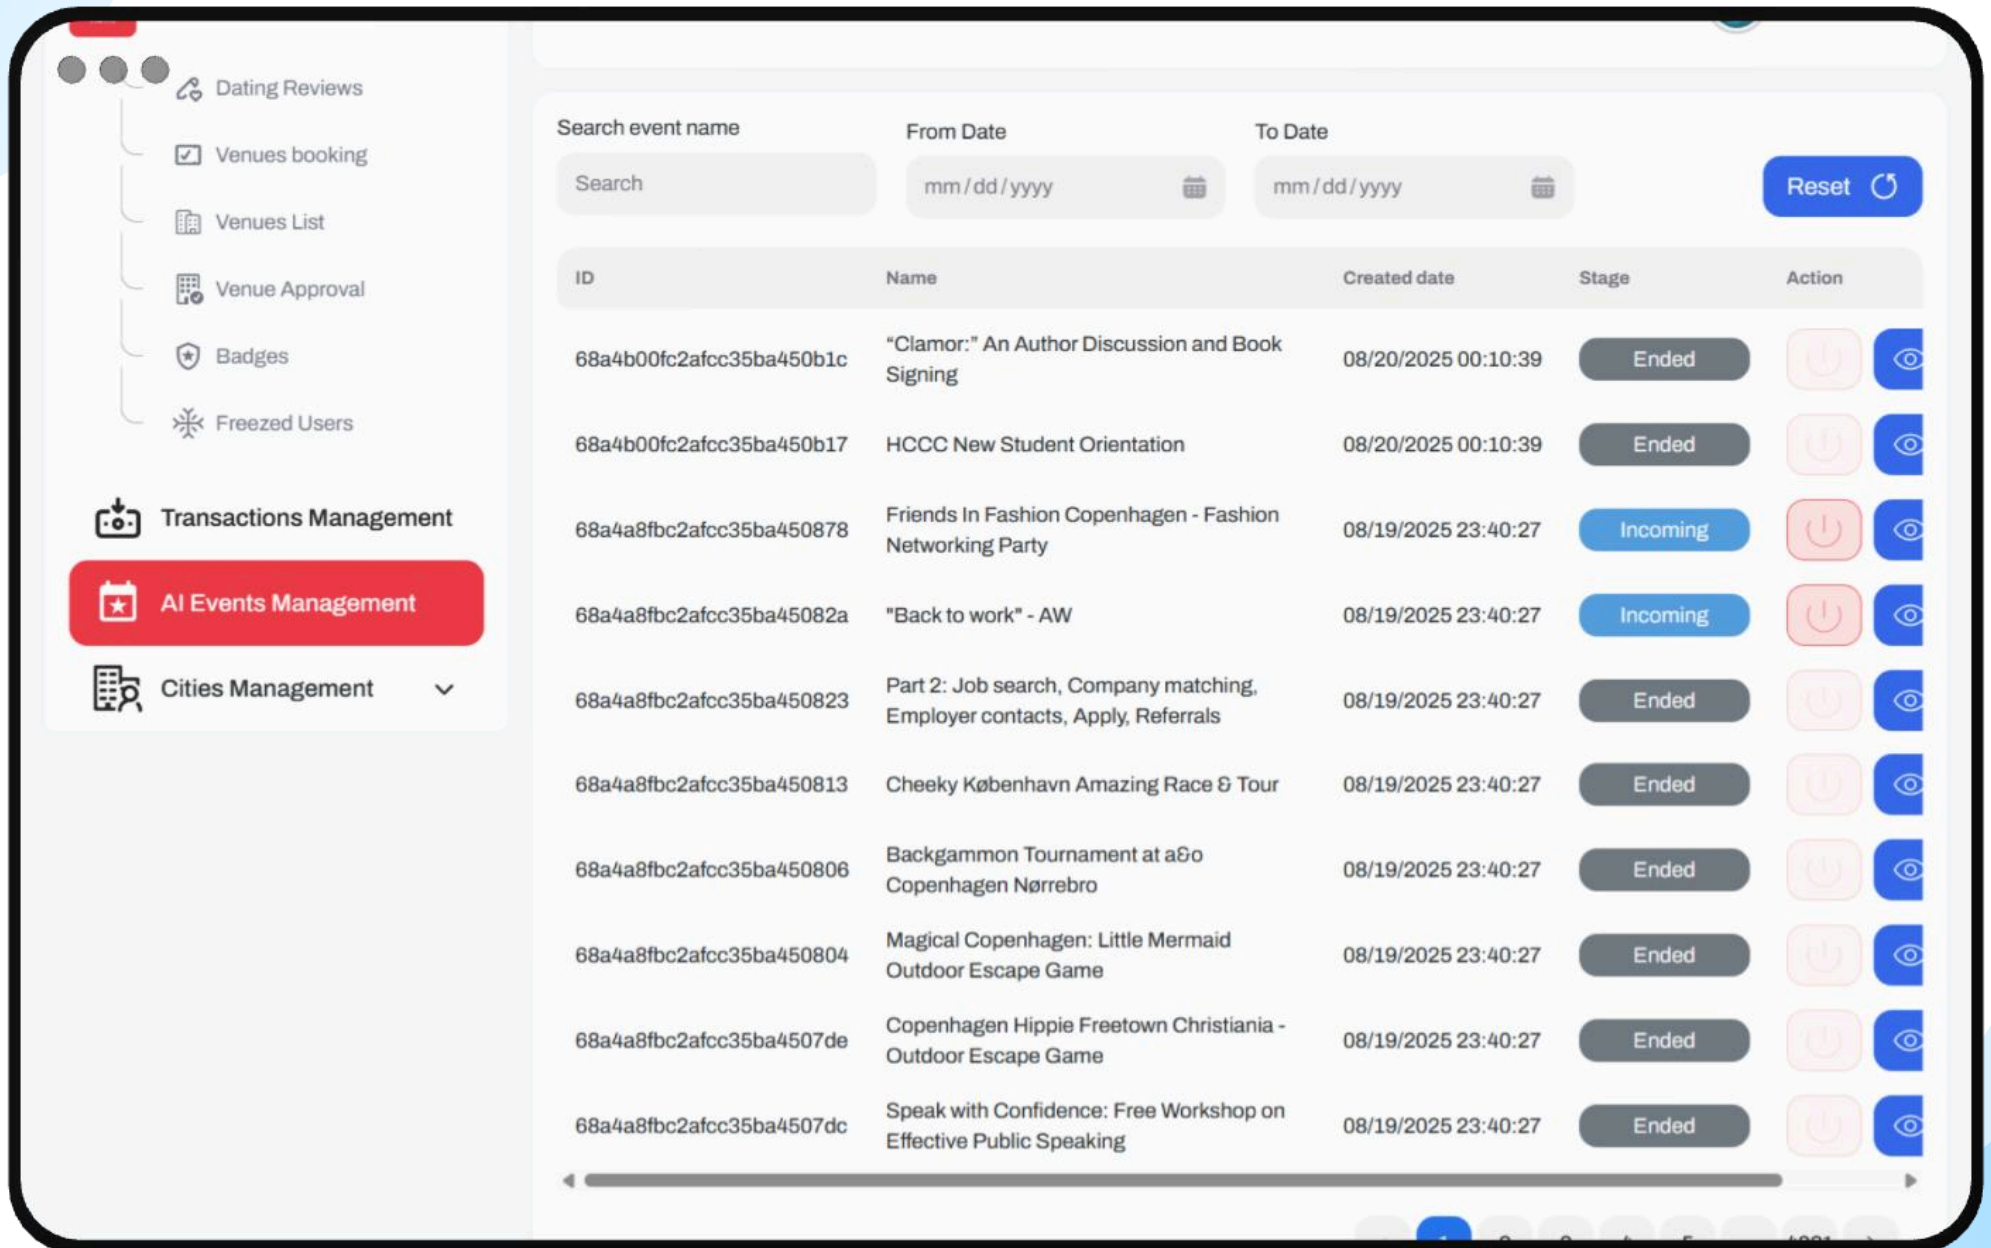 Dating Reviews
Venues booking
Venues List
Venue Approval
Badges
Freezed Users
Transactions Management
AI Events Management
Cities Management
Search event name
From Date
To Date
Search
mm/dd/yyyy
mm/dd/yyyy
Reset
ID Name Created date Stage Action
68a4b00fc2afcc35ba450b1c “Clamor:” An Author Discussion and Book 08/20/2025 00:10:39 Ended
Signing
68a4b00fc2afcc35ba450b17 HCCC New Student Orientation 08/20/2025 00:10:39 Ended
68a4a8fbc2afcc35ba450878 Friends In Fashion Copenhagen - Fashion 08/19/2025 23:40:27 Incoming
Networking Party
68a4a8fbc2afcc35ba45082a "Back to work" - AW 08/19/2025 23:40:27 Incoming
68a4a8fbc2afcc35ba450823 Part 2: Job search, Company matching, 08/19/2025 23:40:27 Ended
Employer contacts, Apply, Referrals
68a4a8fbc2afcc35ba450813 Cheeky København Amazing Race & Tour 08/19/2025 23:40:27 Ended
68a4a8fbc2afcc35ba450806 Backgammon Tournament at a&o 08/19/2025 23:40:27 Ended
Copenhagen Nørrebro
68a4a8fbc2afcc35ba450804 Magical Copenhagen: Little Mermaid 08/19/2025 23:40:27 Ended
Outdoor Escape Game
68a4a8fbc2afcc35ba4507de Copenhagen Hippie Freetown Christiania - 08/19/2025 23:40:27 Ended
Outdoor Escape Game
68a4a8fbc2afcc35ba4507dc Speak with Confidence: Free Workshop on 08/19/2025 23:40:27 Ended
Effective Public Speaking